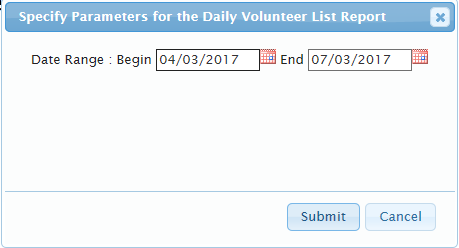 Specify Parameters for the Daily Volunteer List Report
Date Range : Begin 04/03/2017 End 07/03/2017
Submit Cancel